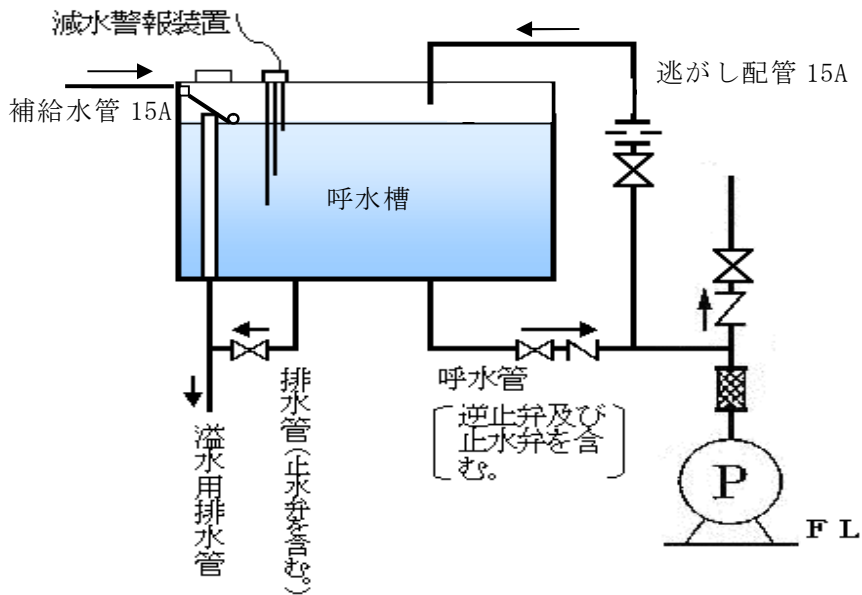 減水警報装置
補給水管 15A
逃がし配管 15A
呼水槽
呼水管
逆止弁及び
止水弁を含
む。
排水管(止水弁を含む。)
溢水用排水管
P
FL